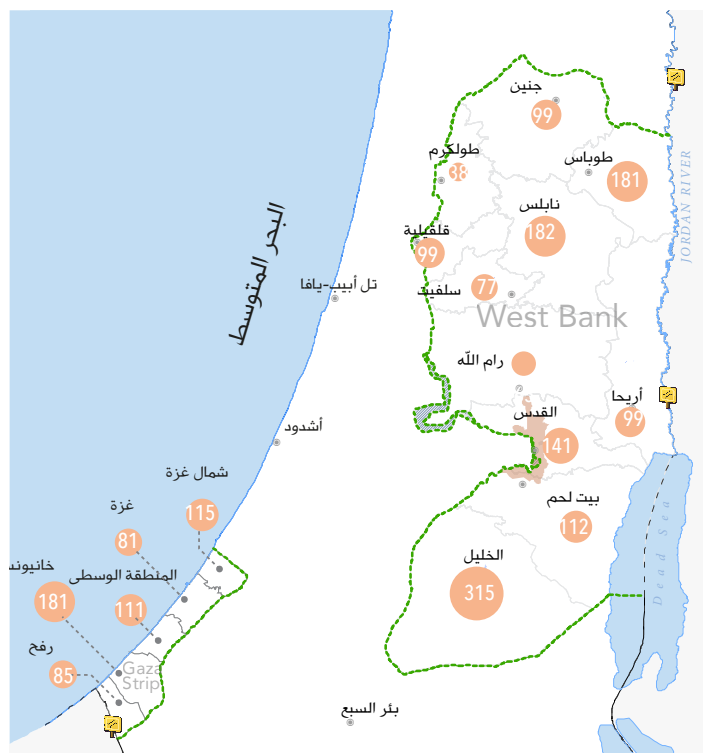 جنين
99
طولكرم
38
طوباس
181
نابلس
182
JORDAN RIVER
قلقيلية
99
البحر المتوسط
تل أبيب-يافا
سلفيت
77
West Bank
رام الله
أريحا
99
القدس
141
أشدود
شمال غزة
115
بيت لحم
112
غزة
81
Dead Sea
الخليل
315
خانيونس
181
المنطقة الوسطى
111
رفح
85
Gaza
Strip
بئر السبع